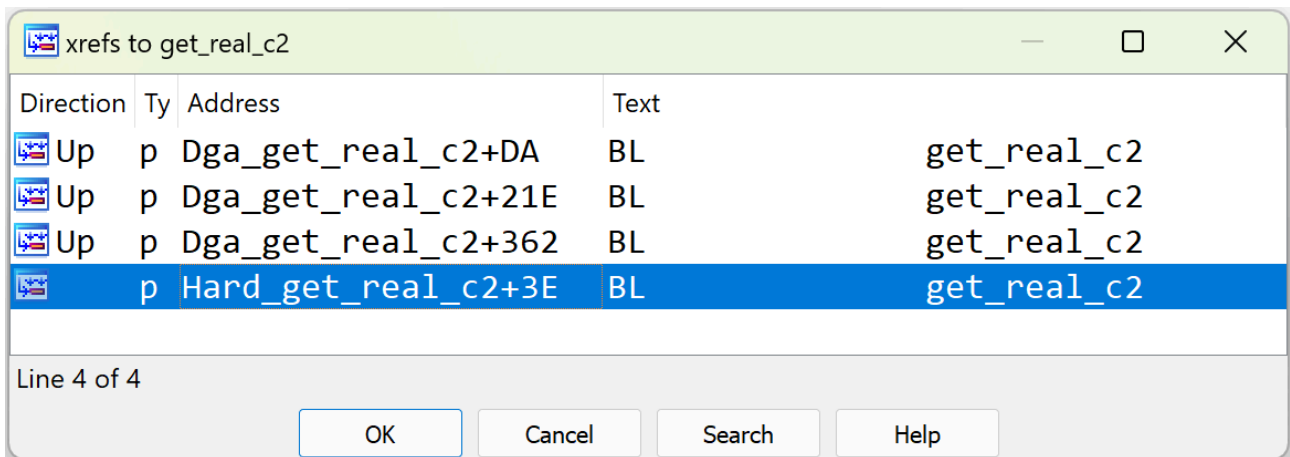 xrefs to get_real_c2
Direction Ty Address Text
Up p Dga_get_real_c2+DA BL get_real_c2
Up p Dga_get_real_c2+21E BL get_real_c2
Up p Dga_get_real_c2+362 BL get_real_c2
p Hard_get_real_c2+3E BL get_real_c2
Line 4 of 4
OK Cancel Search Help